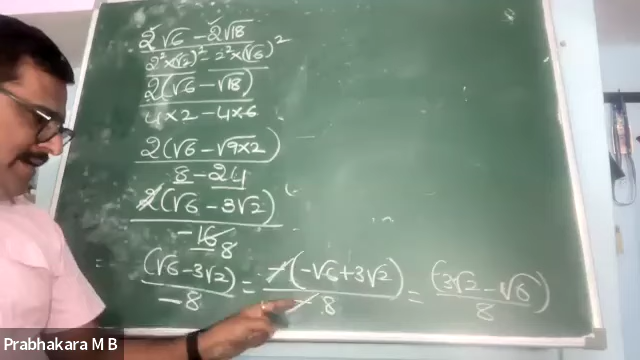 2√6 - 2√18
2²×(√2)² - 2²×(√6)²
2(√6 - √18)
4×2 - 4×6
2(√6 - √9×2)
8 - 24
2(√6 - 3√2)
-16 8
= (√6 - 3√2) / -8 = -(-√6 + 3√2) / -8 = (3√2 - √6) / 8
Prabhakara M B